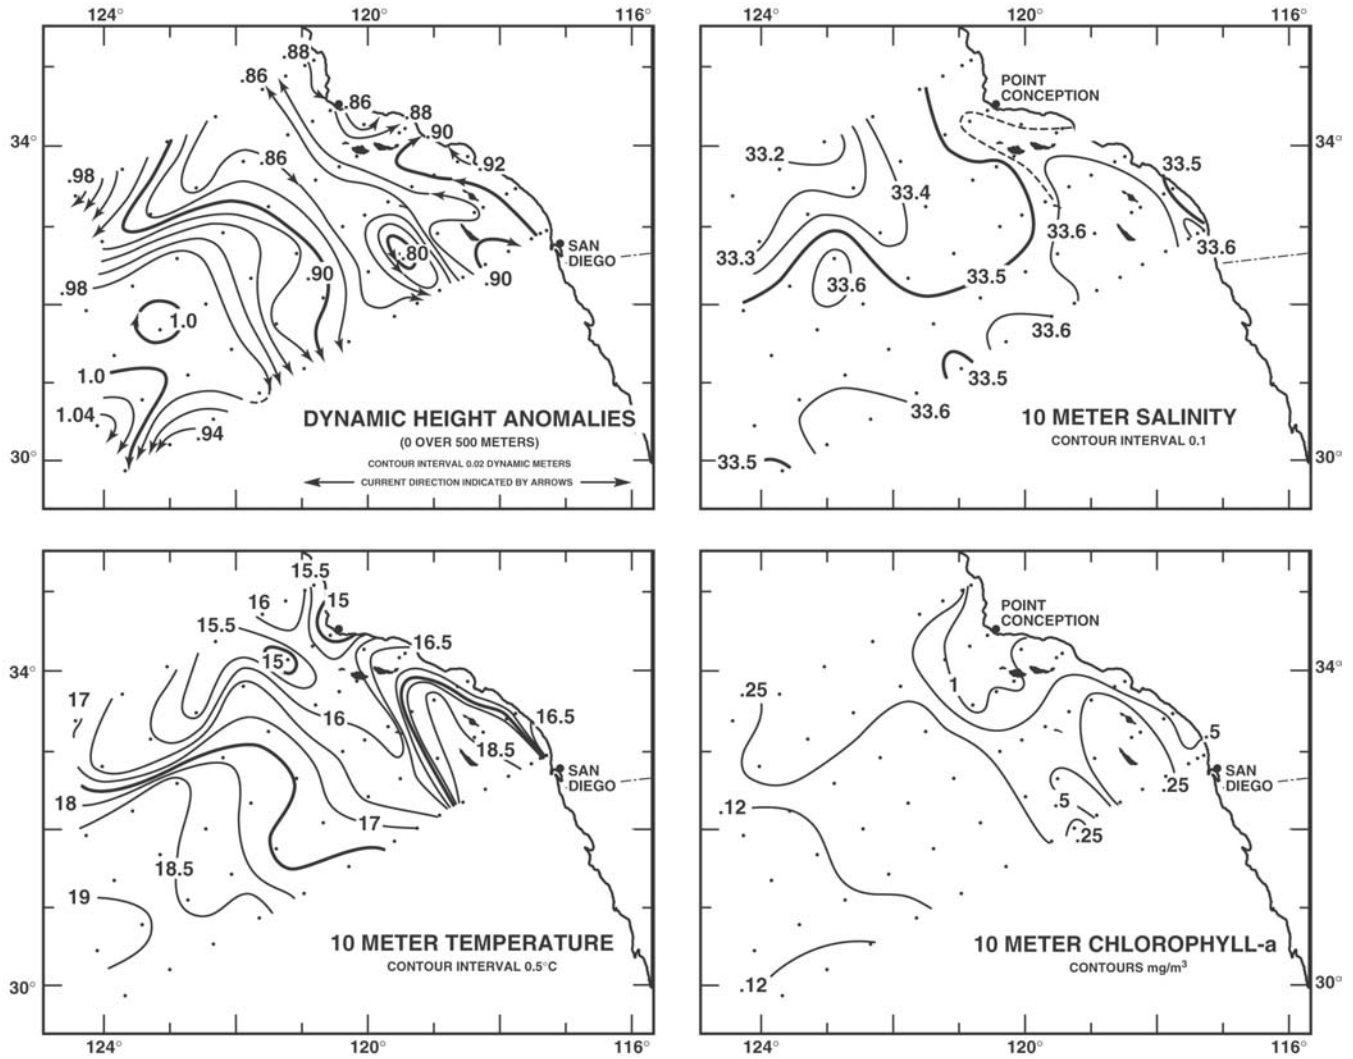 124° 120° 116°
.88
.86
.86
.88
.90
.92
.86
.98
34°
.80
SAN
DIEGO
.90
.90
.98
1.0
1.0
1.04
.94
DYNAMIC HEIGHT ANOMALIES
(0 OVER 500 METERS)
CONTOUR INTERVAL 0.02 DYNAMIC METERS
CURRENT DIRECTION INDICATED BY ARROWS
30°
120° 116°
POINT
CONCEPTION
34°
33.2
33.5
33.4
33.6
33.6
33.3
33.5
33.6
33.6
33.5
33.6
10 METER SALINITY
CONTOUR INTERVAL 0.1
33.5
30°
15.5
16
15
15.5
16.5
15
34°
17
16
16.5
18.5
SAN
DIEGO
18
17
18.5
19
10 METER TEMPERATURE
CONTOUR INTERVAL 0.5°C
30°
124° 120° 116°
POINT
CONCEPTION
34°
1
.25
.5
SAN
DIEGO
.25
.5
.12
.25
10 METER CHLOROPHYLL-a
CONTOURS mg/m³
.12
30°
124° 120° 116°